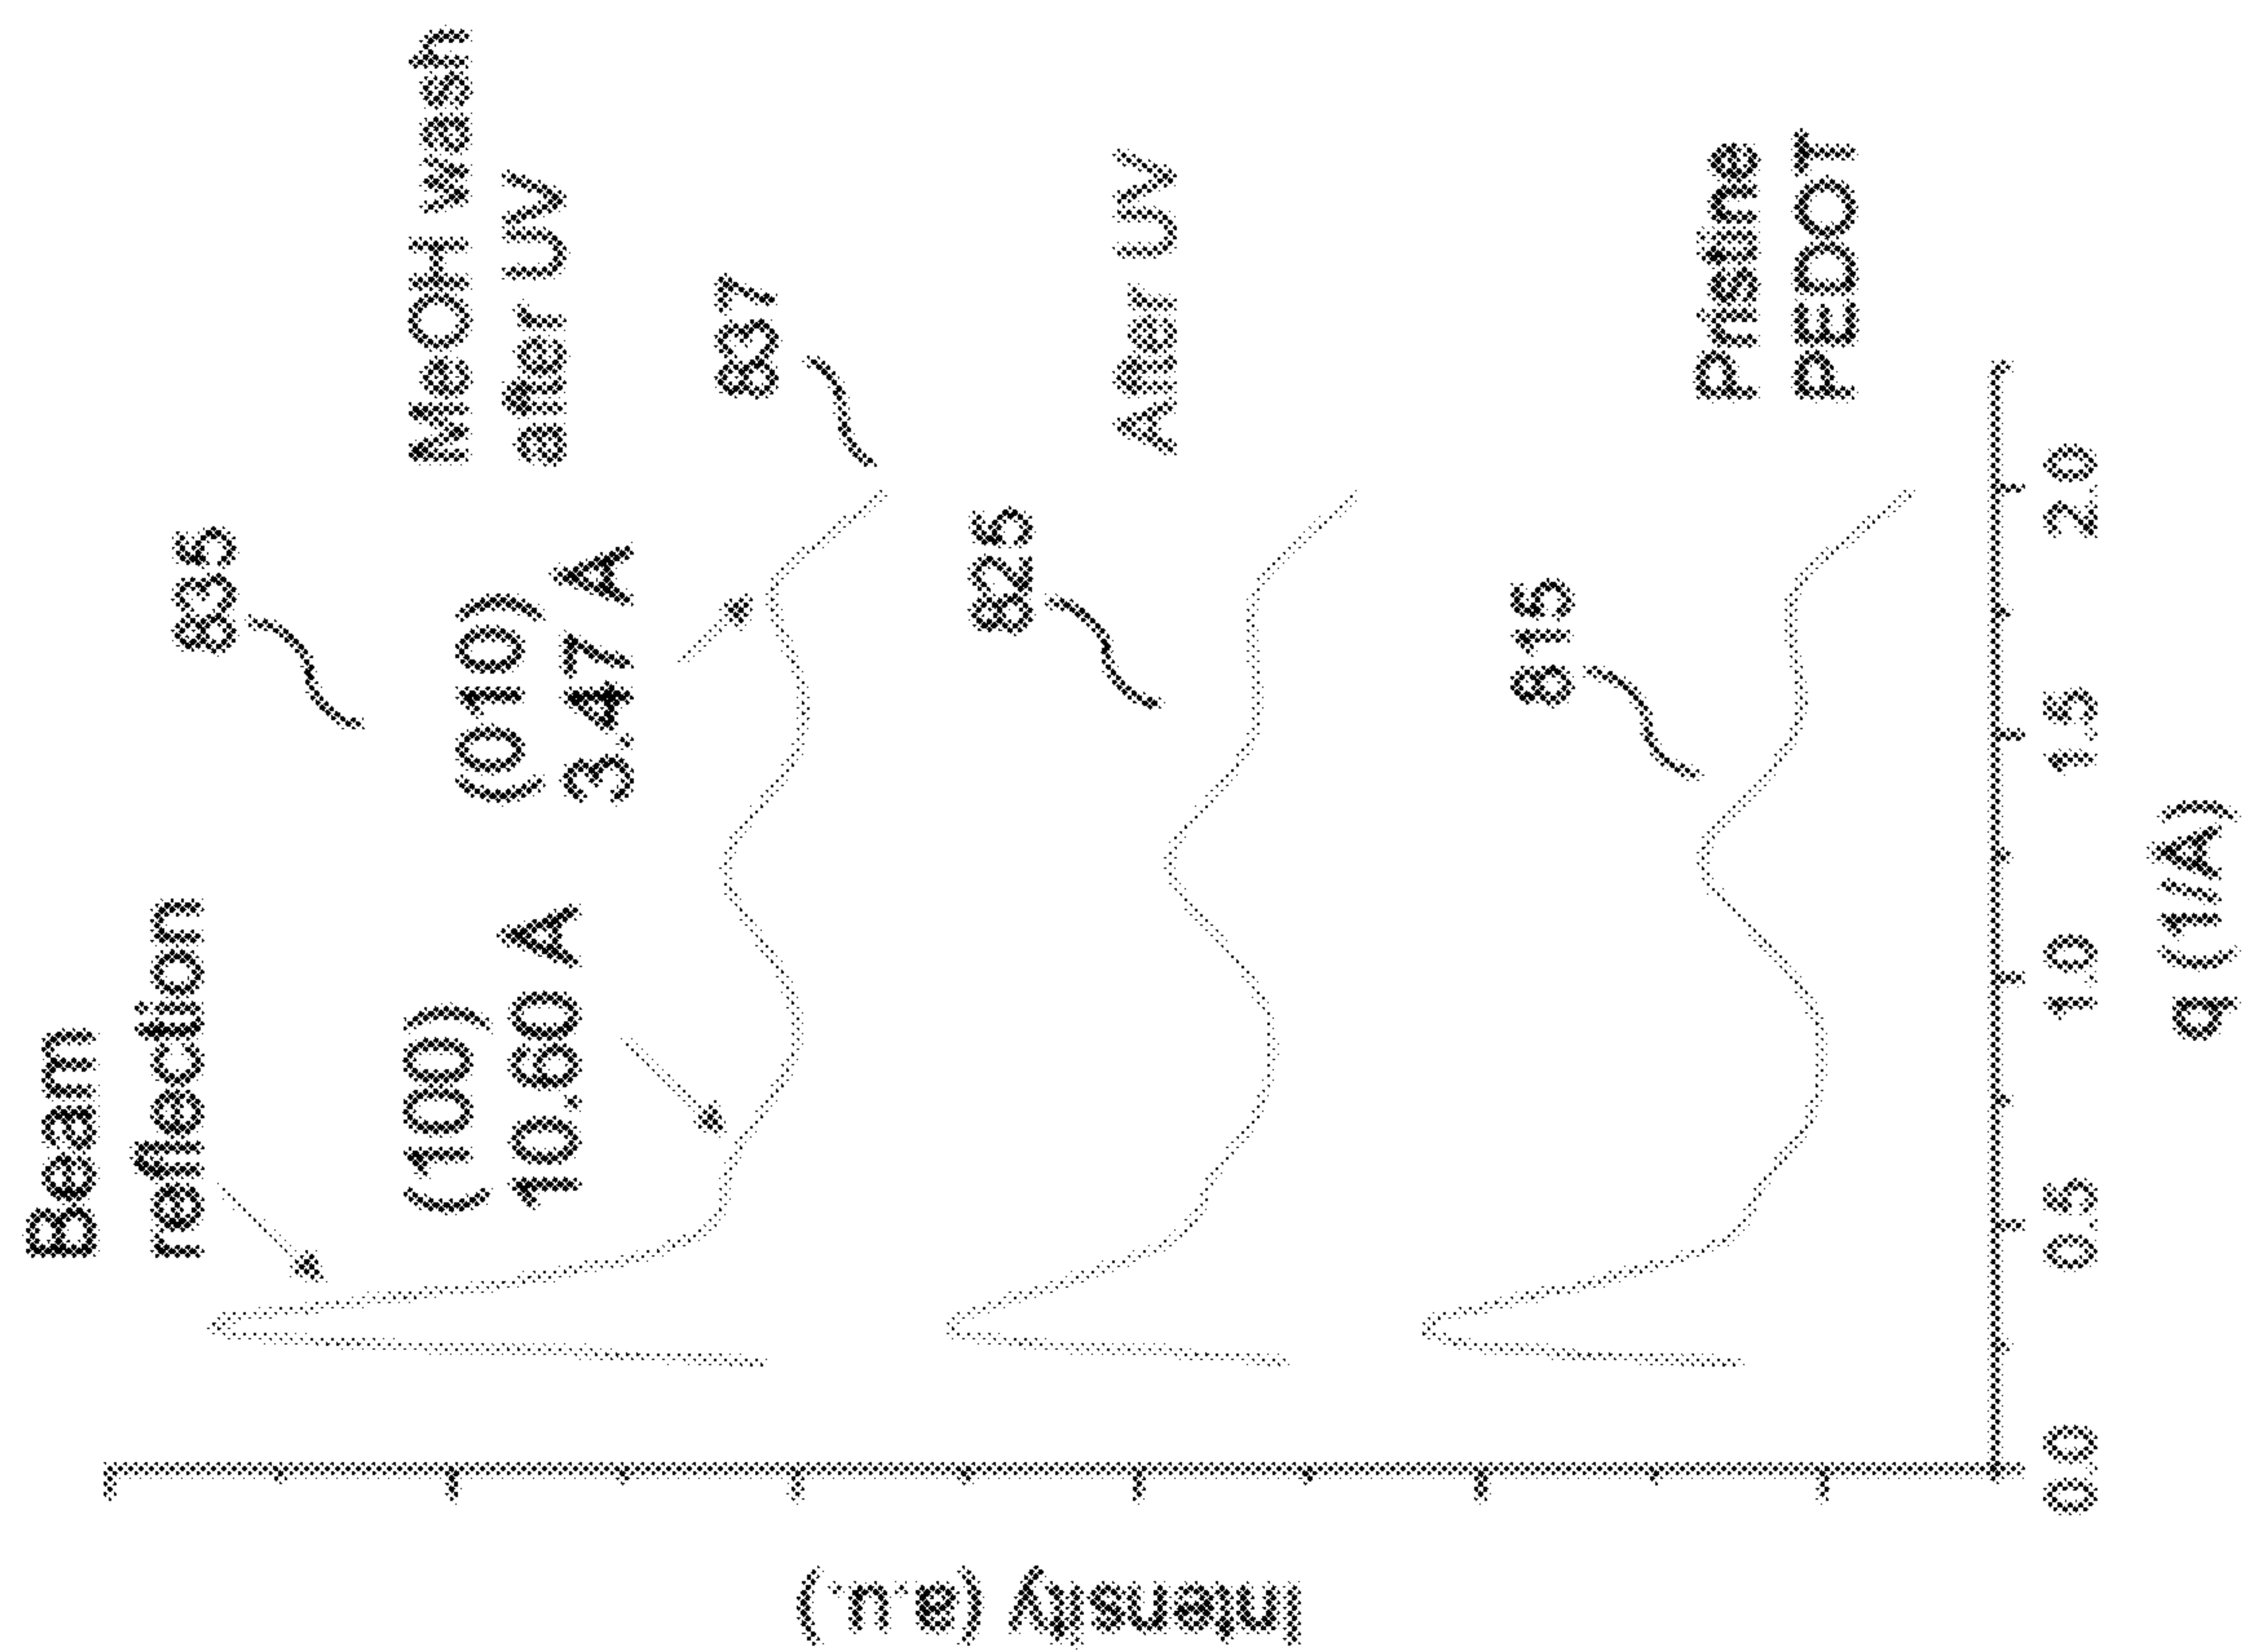 Beam
reflection
835
(100)
10.60 A
(010)
3.47 A
MeOH wash
after UV
837
825
After UV
815
Pristine
PEDOT
Intensity (a.u.)
0.0
0.5
1.0
1.5
2.0
q (1/A)